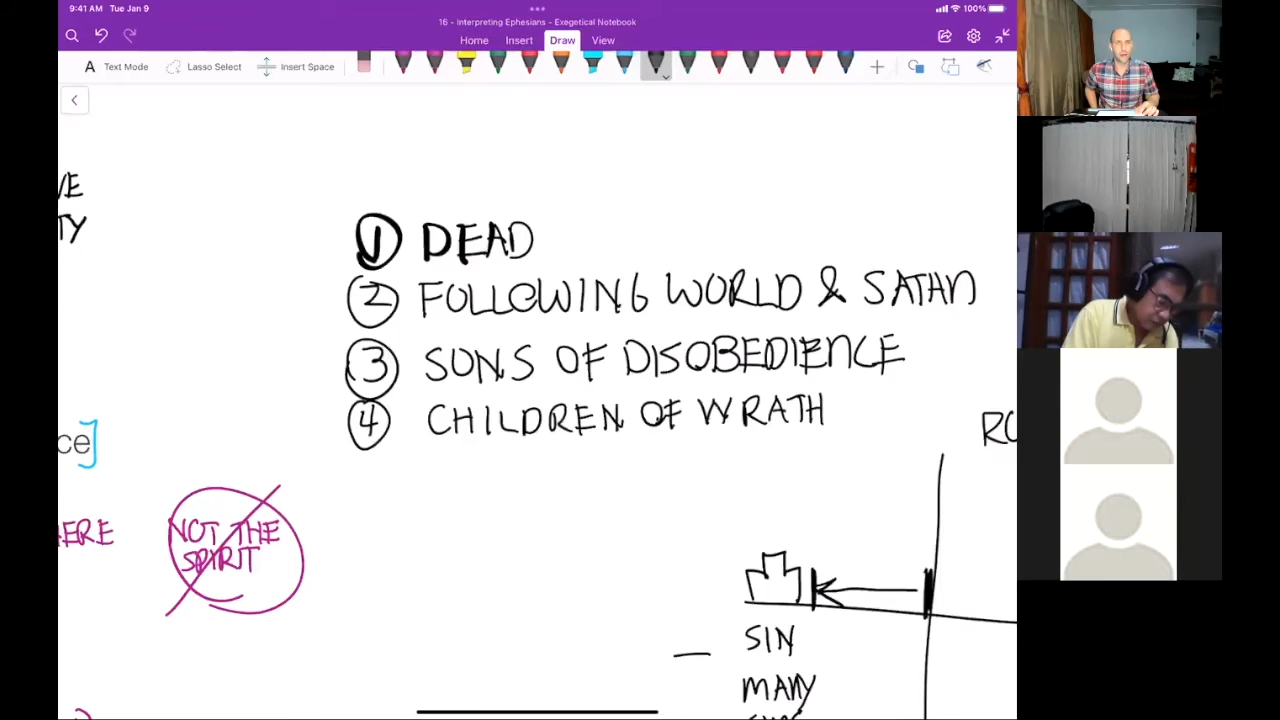 9:41 AM Tue Jan 9
100%
16 - Interpreting Ephesians - Exegetical Notebook
Home Insert Draw View
A Text Mode Lasso Select Insert Space
VE
TY
1 DEAD
2 FOLLOWING WORLD & SATAN
3 SONS OF DISOBEDIENCE
4 CHILDREN OF WRATH
RO
ce]
HERE
NOT THE
SPIRIT
SIN
MANY